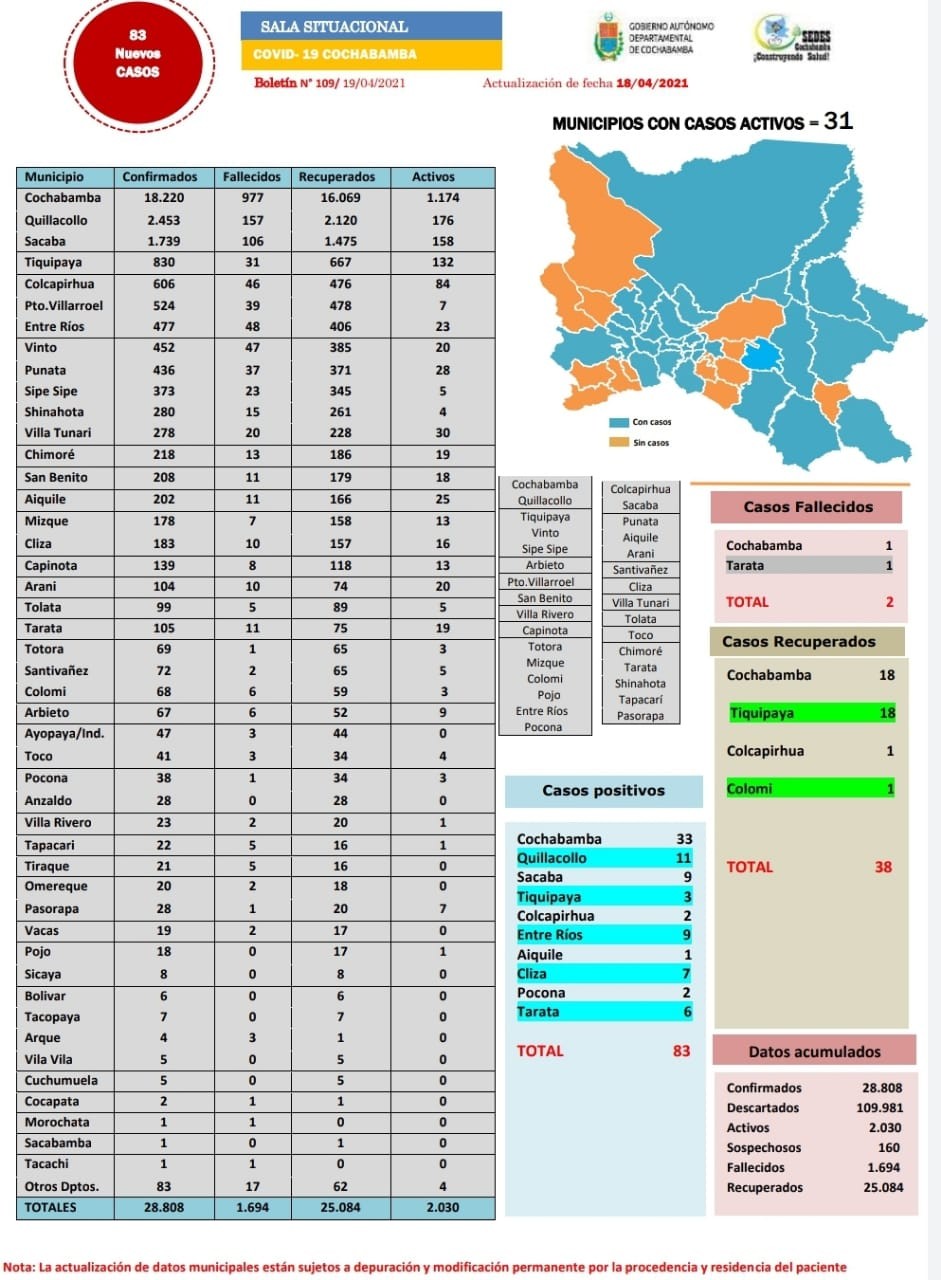 83
Nuevos
CASOS
SALA SITUACIONAL
COVID- 19 COCHABAMBA
Boletín N° 109/ 19/04/2021
Actualización de fecha 18/04/2021
GOBIERNO AUTÓNOMO
DEPARTAMENTAL
DE COCHABAMBA
SEDES
Cochabamba
¡Construyendo Salud!
MUNICIPIOS CON CASOS ACTIVOS = 31
Municipio Confirmados Fallecidos Recuperados Activos
Cochabamba 18.220 977 16.069 1.174
Quillacollo 2.453 157 2.120 176
Sacaba 1.739 106 1.475 158
Tiquipaya 830 31 667 132
Colcapirhua 606 46 476 84
Pto.Villarroel 524 39 478 7
Entre Ríos 477 48 406 23
Vinto 452 47 385 20
Punata 436 37 371 28
Sipe Sipe 373 23 345 5
Shinahota 280 15 261 4
Villa Tunari 278 20 228 30
Chimoré 218 13 186 19
San Benito 208 11 179 18
Aiquile 202 11 166 25
Mizque 178 7 158 13
Cliza 183 10 157 16
Capinota 139 8 118 13
Arani 104 10 74 20
Tolata 99 5 89 5
Tarata 105 11 75 19
Totora 69 1 65 3
Santivañez 72 2 65 5
Colomi 68 6 59 3
Arbieto 67 6 52 9
Ayopaya/Ind. 47 3 44 0
Toco 41 3 34 4
Pocona 38 1 34 3
Anzaldo 28 0 28 0
Villa Rivero 23 2 20 1
Tapacari 22 5 16 1
Tiraque 21 5 16 0
Omereque 20 2 18 0
Pasorapa 28 1 20 7
Vacas 19 2 17 0
Pojo 18 0 17 1
Sicaya 8 0 8 0
Bolivar 6 0 6 0
Tacopaya 7 0 7 0
Arque 4 3 1 0
Vila Vila 5 0 5 0
Cuchumuela 5 0 5 0
Cocapata 2 1 1 0
Morochata 1 1 0 0
Sacabamba 1 0 1 0
Tacachi 1 1 0 0
Otros Dptos. 83 17 62 4
TOTALES 28.808 1.694 25.084 2.030
Con casos
Sin casos
Cochabamba
Quillacollo
Tiquipaya
Vinto
Sipe Sipe
Arbieto
Pto.Villarroel
San Benito
Villa Rivero
Capinota
Totora
Mizque
Colomi
Pojo
Entre Ríos
Pocona
Colcapirhua
Sacaba
Punata
Aiquile
Arani
Santivañez
Cliza
Villa Tunari
Tolata
Toco
Chimoré
Tarata
Shinahota
Tapacarí
Pasorapa
Casos positivos
Cochabamba 33
Quillacollo 11
Sacaba 9
Tiquipaya 3
Colcapirhua 2
Entre Ríos 9
Aiquile 1
Cliza 7
Pocona 2
Tarata 6
TOTAL 83
Casos Fallecidos
Cochabamba 1
Tarata 1
TOTAL 2
Casos Recuperados
Cochabamba 18
Tiquipaya 18
Colcapirhua 1
Colomi 1
TOTAL 38
Datos acumulados
Confirmados 28.808
Descartados 109.981
Activos 2.030
Sospechosos 160
Fallecidos 1.694
Recuperados 25.084
Nota: La actualización de datos municipales están sujetos a depuración y modificación permanente por la procedencia y residencia del paciente